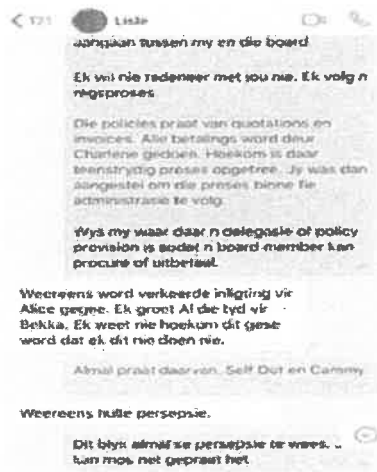 < 121 Lisle
aangaan tussen my en die board
Ek wil nie redeneer met jou nie. Ek volg n
regsproses
Die policies praat van quotations en
invoices. Alle betalings word deur
Charlene gedoen. Hoekom is daar
teenstrydig proses opgetree. Jy was dan
aangestel om die proses binne fie
administrasie te volg.
Wys my waar daar n delegasie of policy
provision is sodat n board member kan
procure of uitbetaal.
Weereens word verkeerde inligting vir
Alice gegee. Ek groet Al die tyd vir
Bekka. Ek weet nie hoekom dit gese
word dat ek dit nie doen nie.
Almal praat daarvan. Self Dot en Cammy
Weereens hulle persepsie.
Dit blyk almal se persepsie te wees.
kan mos net gepraat het